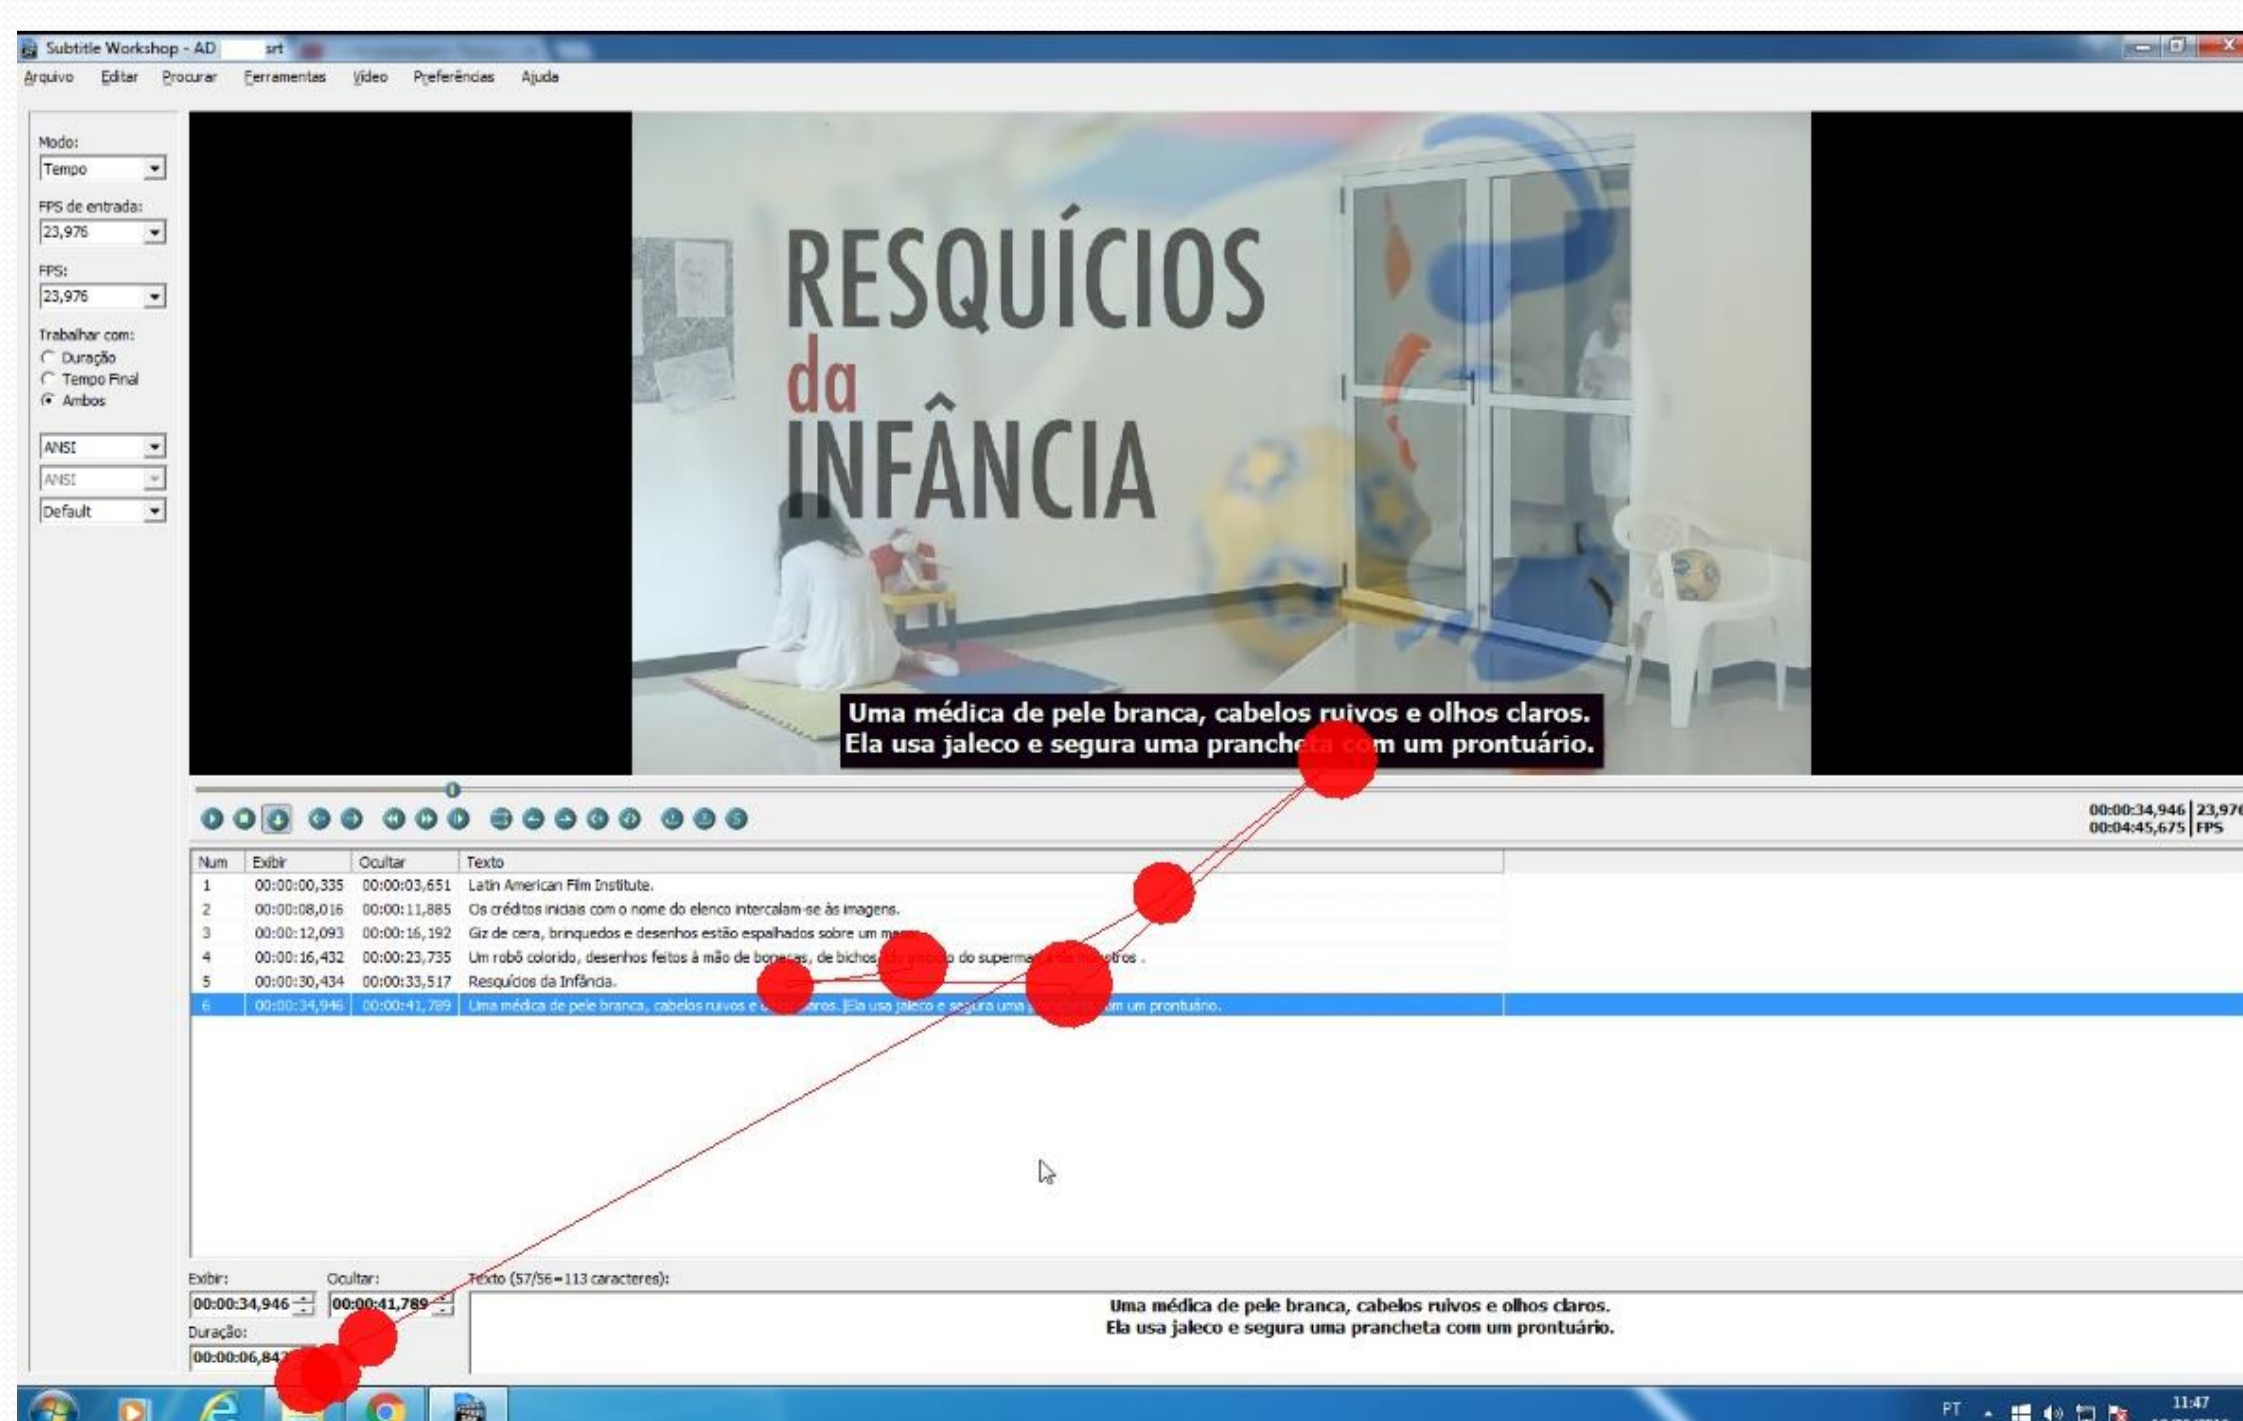 Subtitle Workshop - AD srt
Arquivo Editar Procurar Ferramentas Vídeo Preferências Ajuda
Modo:
Tempo
FPS de entrada:
23,976
FPS:
23,976
Trabalhar com:
Duração
Tempo Final
Ambos
ANSI
ANSI
Default
RESQUÍCIOS
da
INFÂNCIA
Uma médica de pele branca, cabelos ruivos e olhos claros.
Ela usa jaleco e segura uma prancheta com um prontuário.
00:00:34,946 23,976
00:04:45,675 FPS
Num Exibir Ocultar Texto
1 00:00:00,335 00:00:03,651 Latin American Film Institute.
2 00:00:08,016 00:00:11,885 Os créditos iniciais com o nome do elenco intercalam-se às imagens.
3 00:00:12,093 00:00:16,192 Giz de cera, brinquedos e desenhos estão espalhados sobre um
4 00:00:16,432 00:00:23,735 Um robô colorido, desenhos feitos à mão de bonecas, de bichos, do
5 00:00:30,434 00:00:33,517 Resquícios da Infância.
6 00:00:34,946 00:00:41,789 Uma médica de pele branca, cabelos ruivos e claros. |Ela usa jaleco e segura uma com um prontuário.
Exibir: Ocultar: Texto (57/56=113 caracteres):
00:00:34,946 00:00:41,789
Duração:
00:00:06,843
Uma médica de pele branca, cabelos ruivos e olhos claros.
Ela usa jaleco e segura uma prancheta com um prontuário.
PT 11:47